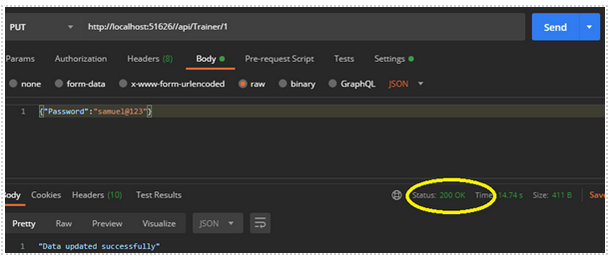 PUT http://localhost:51626//api/Trainer/1 Send
Params Authorization Headers (8) Body Pre-request Script Tests Settings
none form-data x-www-form-urlencoded raw binary GraphQL JSON
1 {"Password":"samuel@123"}
Body Cookies Headers (10) Test Results Status: 200 OK Time: 14.74 s Size: 411 B Save
Pretty Raw Preview Visualize JSON
1 "Data updated successfully"